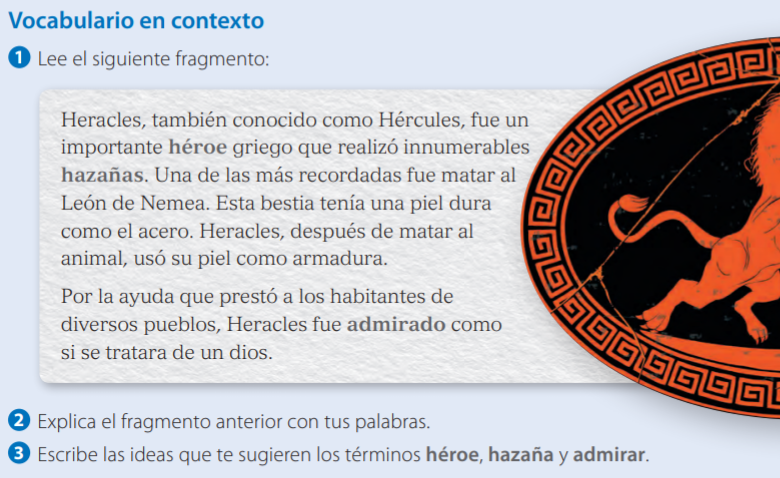 Vocabulario en contexto
1 Lee el siguiente fragmento:
Heracles, también conocido como Hércules, fue un
importante héroe griego que realizó innumerables
hazañas. Una de las más recordadas fue matar al
León de Nemea. Esta bestia tenía una piel dura
como el acero. Heracles, después de matar al
animal, usó su piel como armadura.
Por la ayuda que prestó a los habitantes de
diversos pueblos, Heracles fue admirado como
si se tratara de un dios.
2 Explica el fragmento anterior con tus palabras.
3 Escribe las ideas que te sugieren los términos héroe, hazaña y admirar.